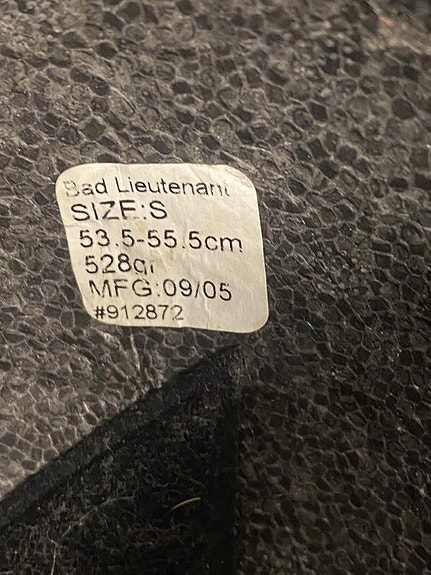 Bad Lieutenant
SIZE:S
53.5-55.5cm
528gr
MFG:09/05
#912872